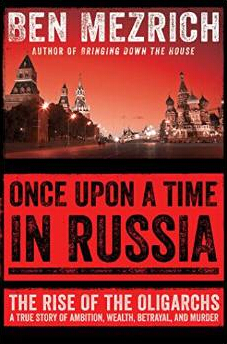 BEN MEZRICH
AUTHOR OF BRINGING DOWN THE HOUSE
ONCE UPON A TIME
IN RUSSIA
THE RISE OF THE OLIGARCHS
A TRUE STORY OF AMBITION, WEALTH, BETRAYAL, AND MURDER